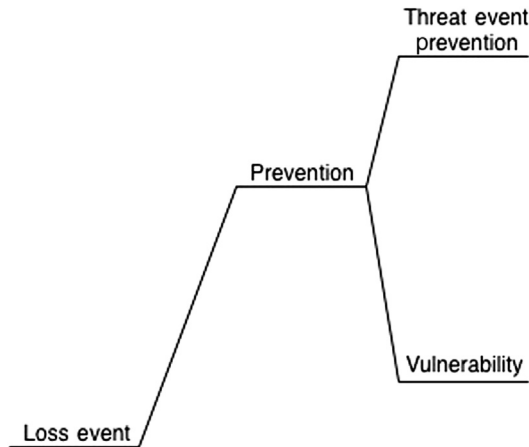 Threat event
prevention
Prevention
Vulnerability
Loss event